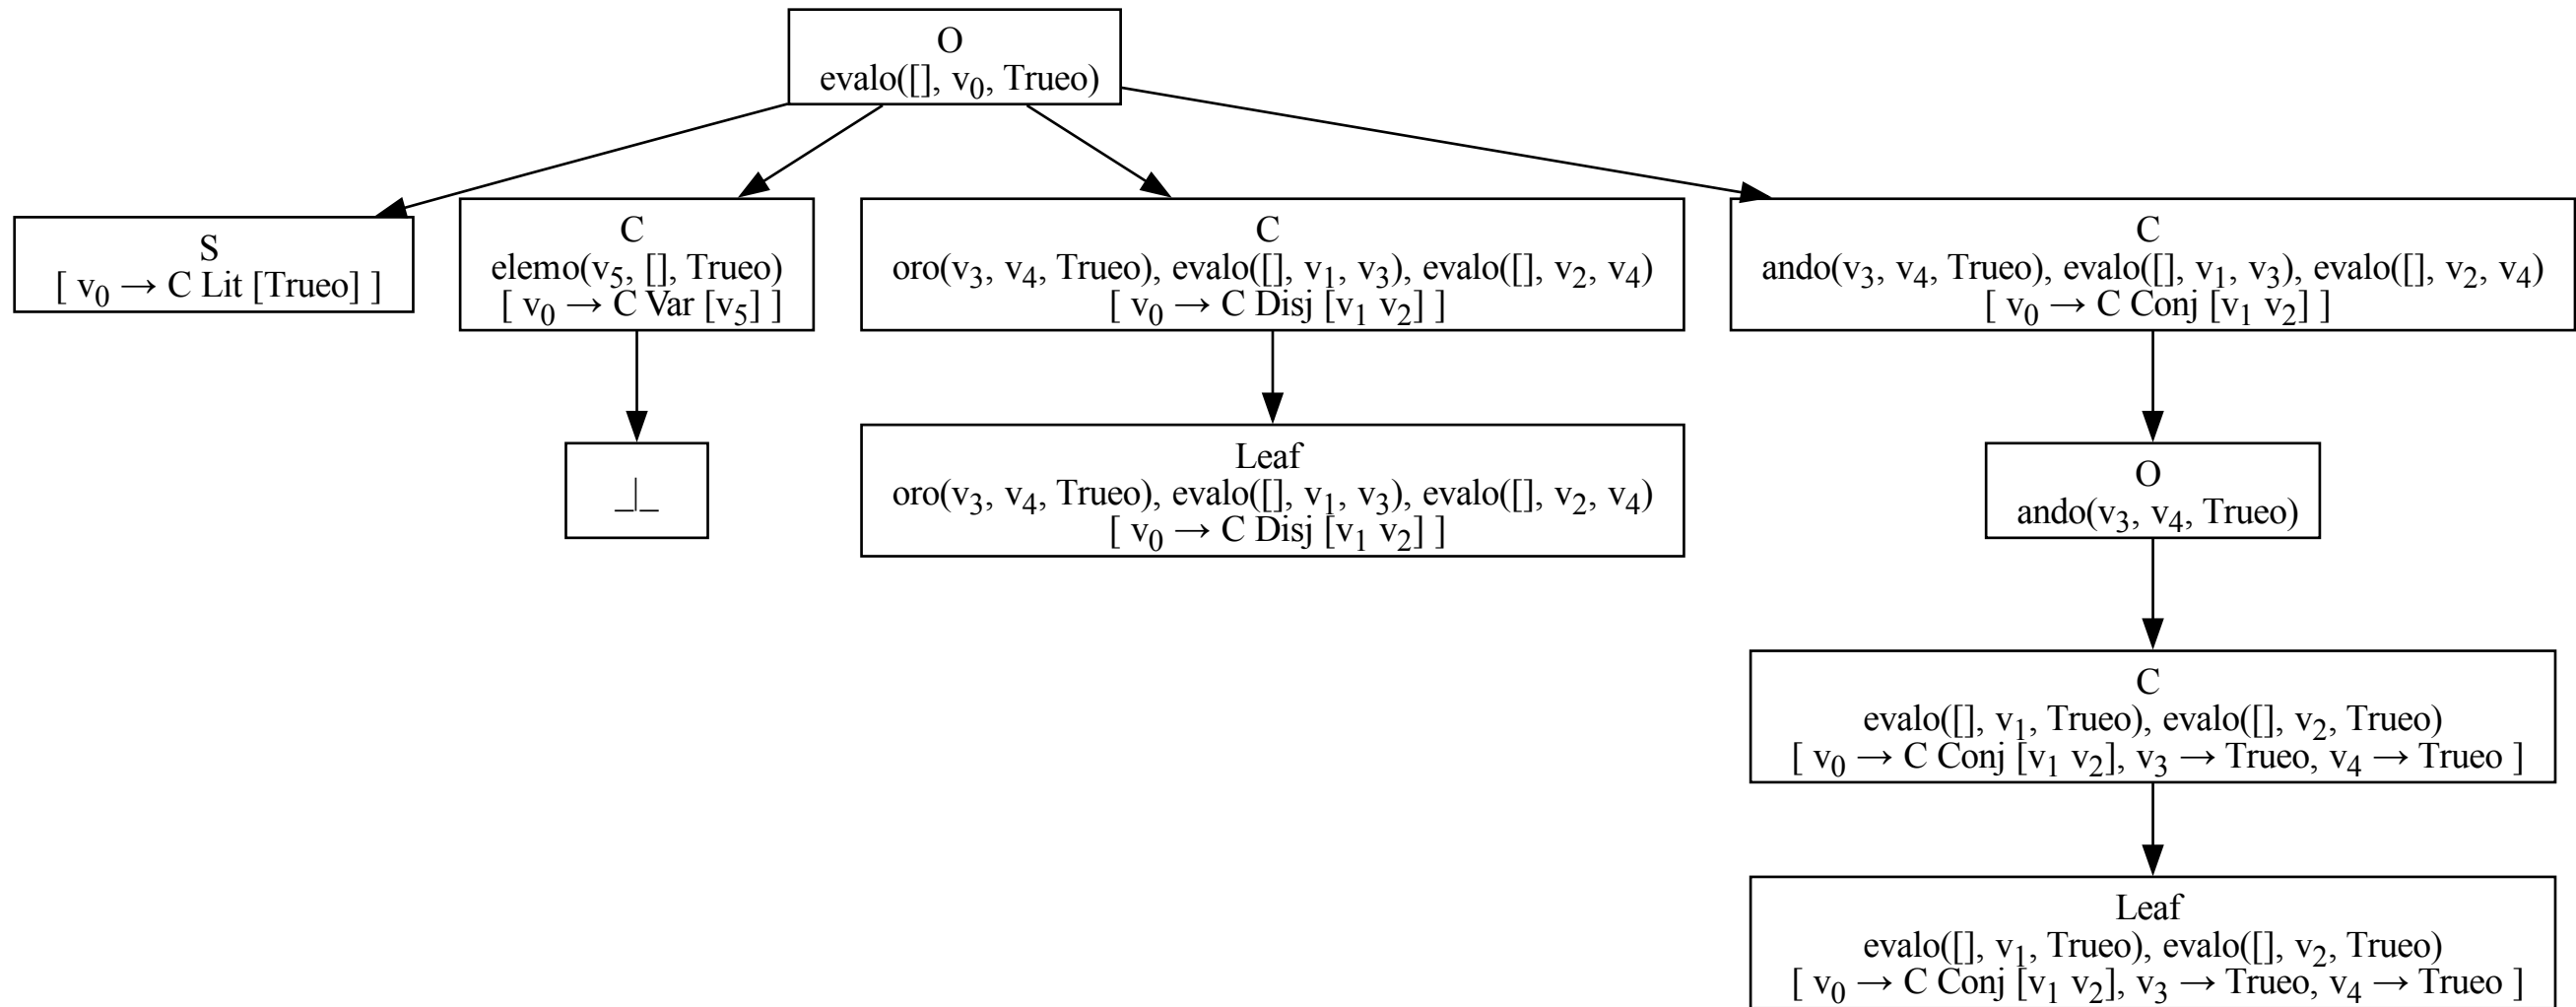 O
evalo([], v₀, Trueo)
S
[ v₀ → C Lit [Trueo] ]
C
elemo(v₅, [], Trueo)
[ v₀ → C Var [v₅] ]
C
oro(v₃, v₄, Trueo), evalo([], v₁, v₃), evalo([], v₂, v₄)
[ v₀ → C Disj [v₁ v₂] ]
C
ando(v₃, v₄, Trueo), evalo([], v₁, v₃), evalo([], v₂, v₄)
[ v₀ → C Conj [v₁ v₂] ]
_|_
Leaf
oro(v₃, v₄, Trueo), evalo([], v₁, v₃), evalo([], v₂, v₄)
[ v₀ → C Disj [v₁ v₂] ]
O
ando(v₃, v₄, Trueo)
C
evalo([], v₁, Trueo), evalo([], v₂, Trueo)
[ v₀ → C Conj [v₁ v₂], v₃ → Trueo, v₄ → Trueo ]
Leaf
evalo([], v₁, Trueo), evalo([], v₂, Trueo)
[ v₀ → C Conj [v₁ v₂], v₃ → Trueo, v₄ → Trueo ]